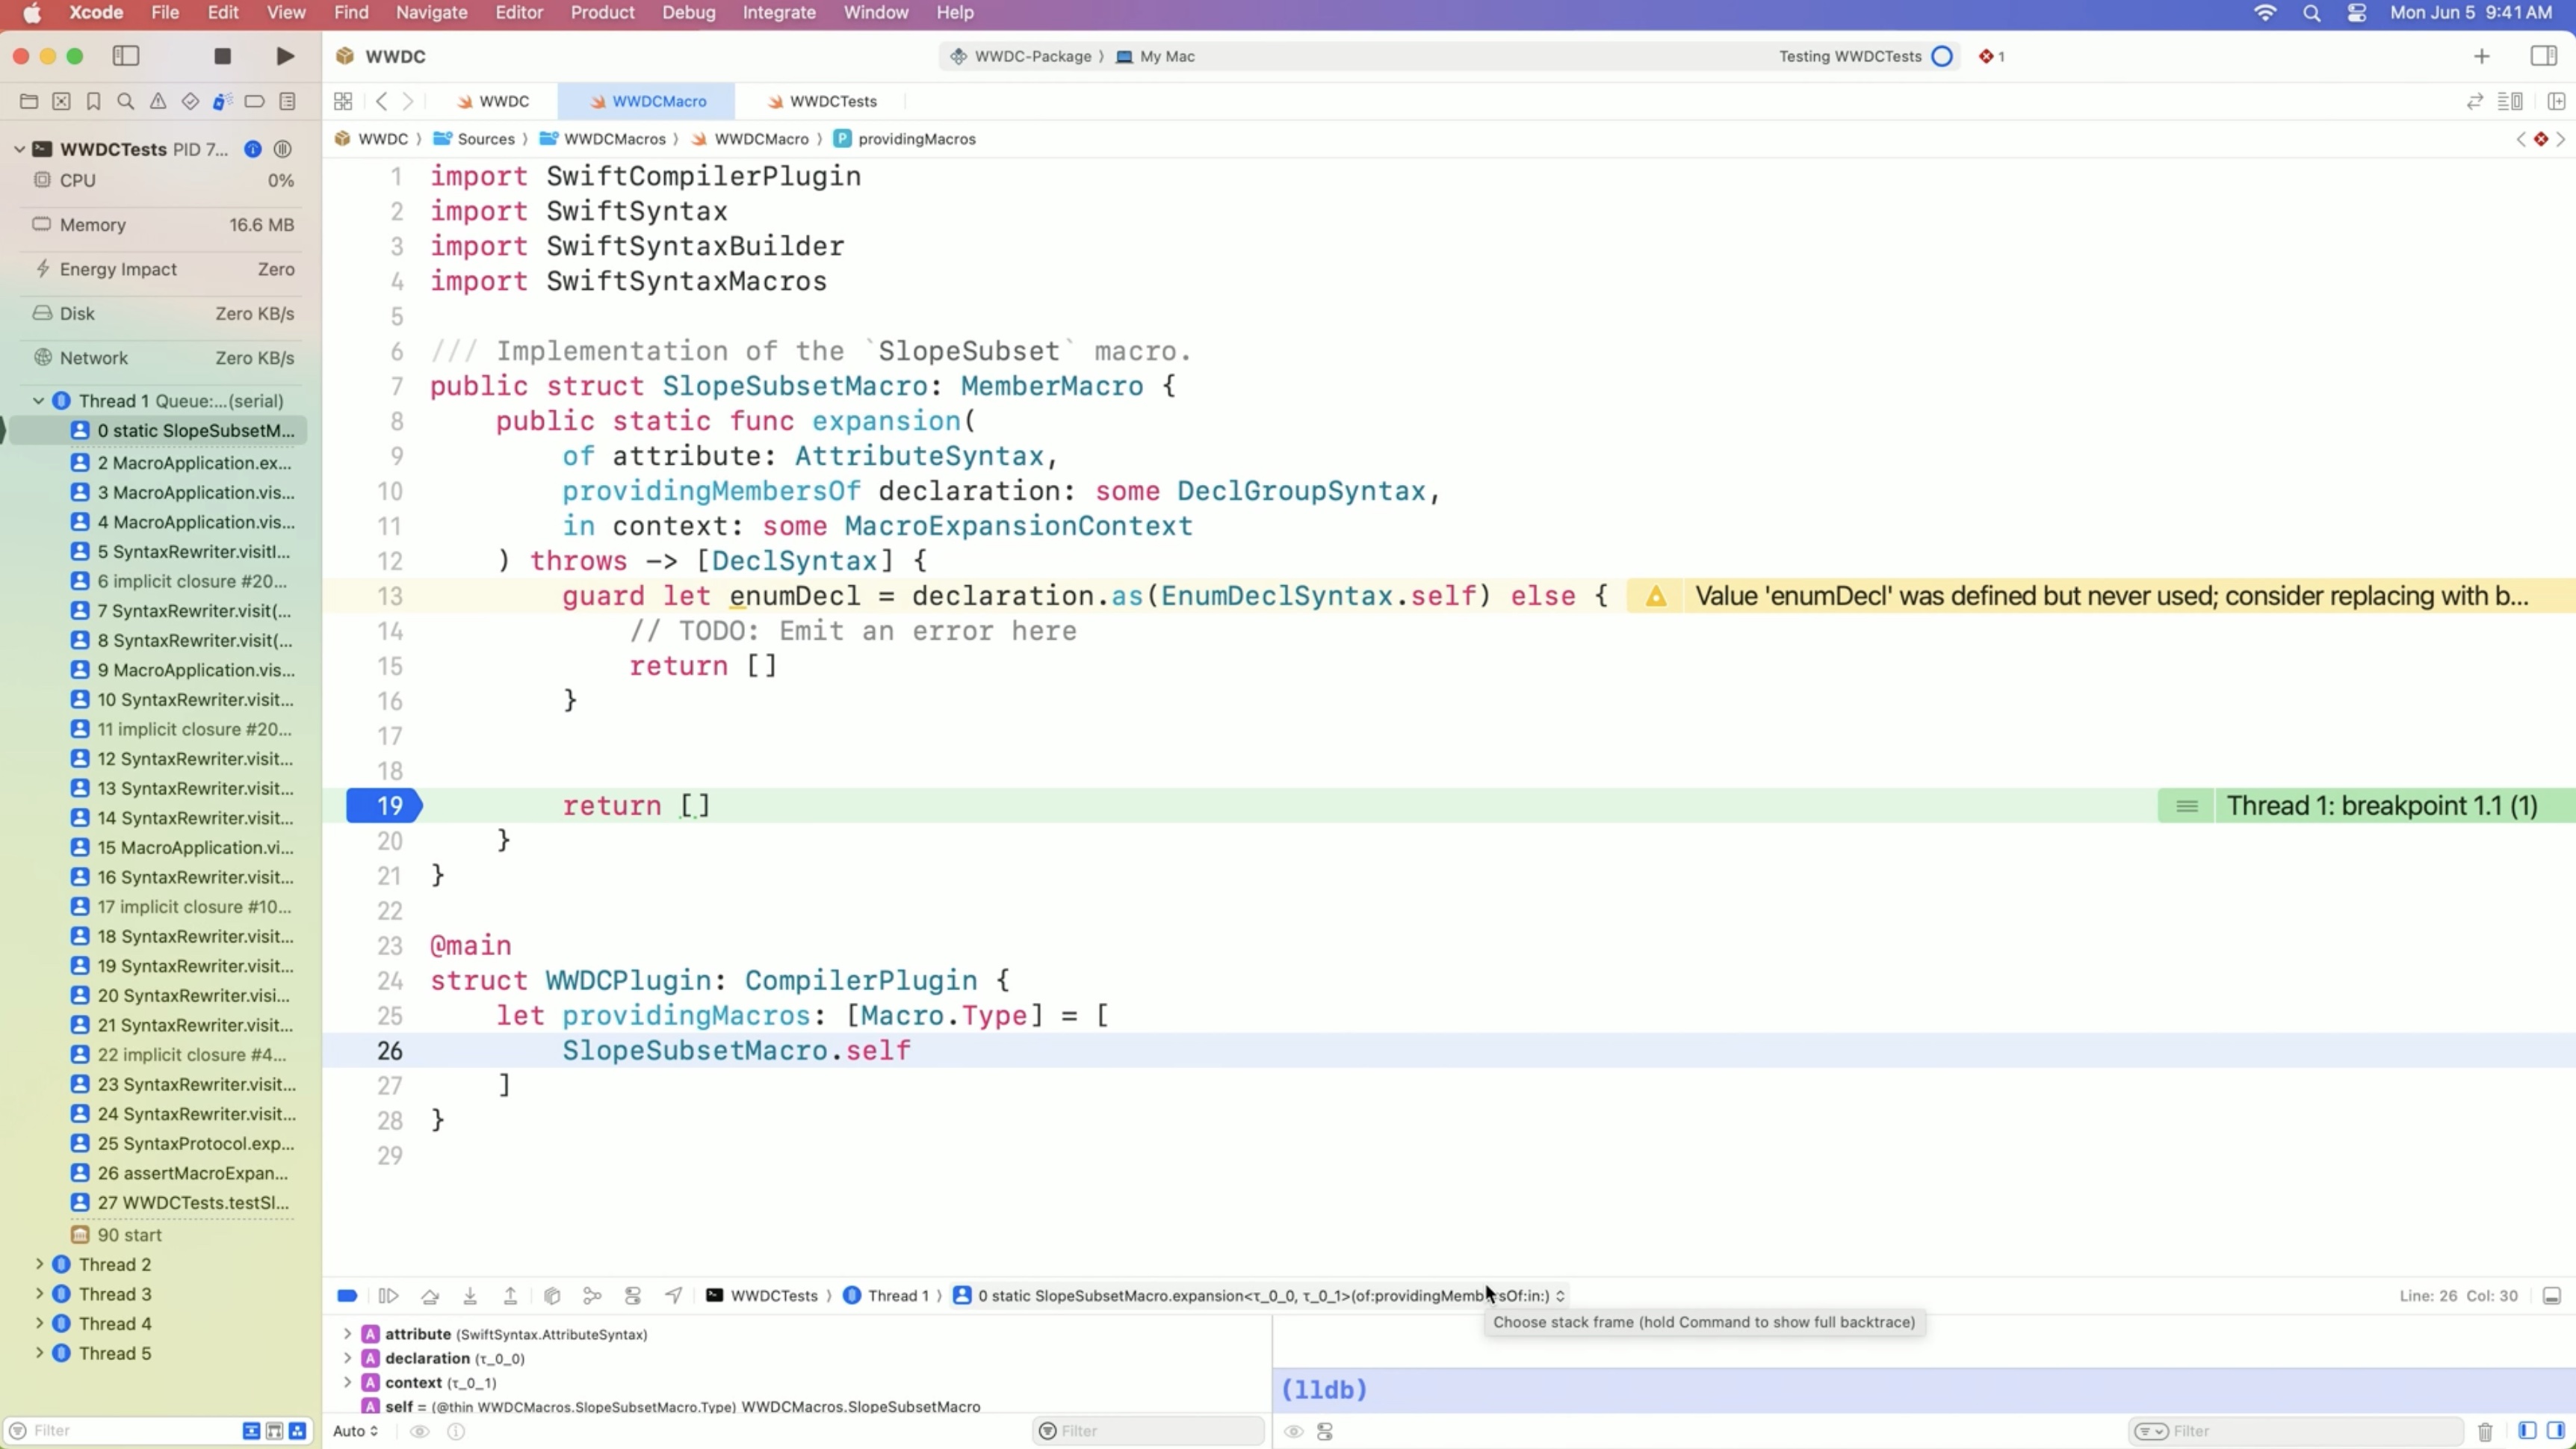 Xcode File Edit View Find Navigate Editor Product Debug Integrate Window Help Mon Jun 5 9:41 AM
WWDC WWDC-Package ⟩ My Mac Testing WWDCTests 1
WWDC WWDCMacro WWDCTests
WWDC ⟩ Sources ⟩ WWDCMacros ⟩ WWDCMacro ⟩ P providingMacros
WWDCTests PID 7...
CPU 0%
Memory 16.6 MB
Energy Impact Zero
Disk Zero KB/s
Network Zero KB/s
Thread 1 Queue:...(serial)
0 static SlopeSubsetM...
2 MacroApplication.ex...
3 MacroApplication.vis...
4 MacroApplication.vis...
5 SyntaxRewriter.visitI...
6 implicit closure #20...
7 SyntaxRewriter.visit(...
8 SyntaxRewriter.visit(...
9 MacroApplication.vis...
10 SyntaxRewriter.visit...
11 implicit closure #20...
12 SyntaxRewriter.visit...
13 SyntaxRewriter.visit...
14 SyntaxRewriter.visit...
15 MacroApplication.vi...
16 SyntaxRewriter.visit...
17 implicit closure #10...
18 SyntaxRewriter.visit...
19 SyntaxRewriter.visit...
20 SyntaxRewriter.visi...
21 SyntaxRewriter.visit...
22 implicit closure #4...
23 SyntaxRewriter.visit...
24 SyntaxRewriter.visit...
25 SyntaxProtocol.exp...
26 assertMacroExpan...
27 WWDCTests.testSl...
90 start
Thread 2
Thread 3
Thread 4
Thread 5
Filter
1 import SwiftCompilerPlugin
2 import SwiftSyntax
3 import SwiftSyntaxBuilder
4 import SwiftSyntaxMacros
5
6 /// Implementation of the `SlopeSubset` macro.
7 public struct SlopeSubsetMacro: MemberMacro {
8 public static func expansion(
9 of attribute: AttributeSyntax,
10 providingMembersOf declaration: some DeclGroupSyntax,
11 in context: some MacroExpansionContext
12 ) throws -> [DeclSyntax] {
13 guard let enumDecl = declaration.as(EnumDeclSyntax.self) else { Value 'enumDecl' was defined but never used; consider replacing with b...
14 // TODO: Emit an error here
15 return []
16 }
17
18
19 return [] Thread 1: breakpoint 1.1 (1)
20 }
21 }
22
23 @main
24 struct WWDCPlugin: CompilerPlugin {
25 let providingMacros: [Macro.Type] = [
26 SlopeSubsetMacro.self
27 ]
28 }
29
WWDCTests ⟩ Thread 1 ⟩ 0 static SlopeSubsetMacro.expansion<τ_0_0, τ_0_1>(of:providingMembersOf:in:) Line: 26 Col: 30
Choose stack frame (hold Command to show full backtrace)
A attribute (SwiftSyntax.AttributeSyntax)
A declaration (τ_0_0)
A context (τ_0_1)
A self = (@thin WWDCMacros.SlopeSubsetMacro.Type) WWDCMacros.SlopeSubsetMacro
(lldb)
Auto Filter Filter